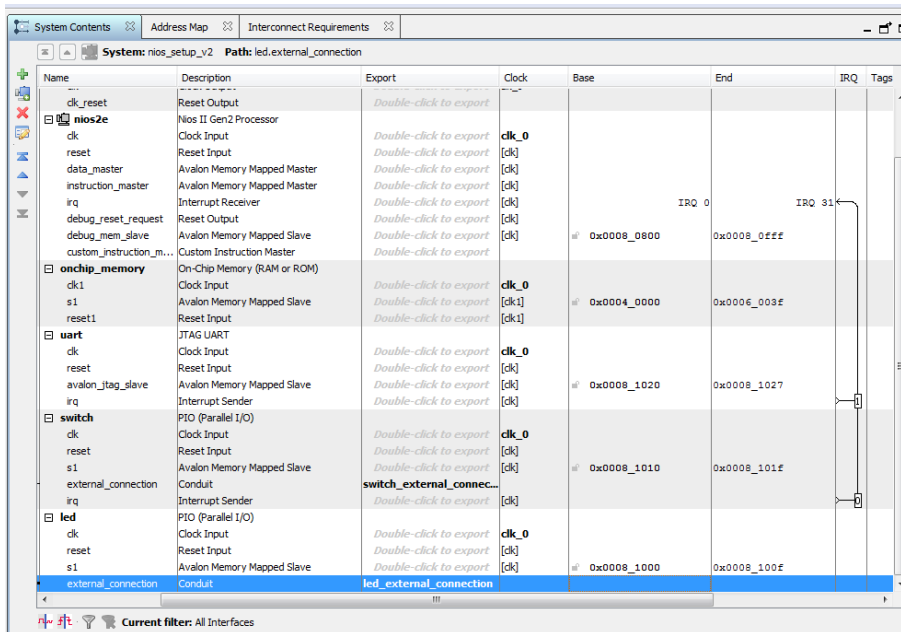 System Contents Address Map Interconnect Requirements
System: nios_setup_v2 Path: led.external_connection
Name Description Export Clock Base End IRQ Tags
clk_reset Reset Output Double-click to export
nios2e Nios II Gen2 Processor
clk Clock Input Double-click to export clk_0
reset Reset Input Double-click to export [clk]
data_master Avalon Memory Mapped Master Double-click to export [clk]
instruction_master Avalon Memory Mapped Master Double-click to export [clk]
irq Interrupt Receiver Double-click to export [clk] IRQ 0 IRQ 31
debug_reset_request Reset Output Double-click to export [clk]
debug_mem_slave Avalon Memory Mapped Slave Double-click to export [clk] 0x0008_0800 0x0008_0fff
custom_instruction_m... Custom Instruction Master Double-click to export
onchip_memory On-Chip Memory (RAM or ROM)
clk1 Clock Input Double-click to export clk_0
s1 Avalon Memory Mapped Slave Double-click to export [clk1] 0x0004_0000 0x0006_003f
reset1 Reset Input Double-click to export [clk1]
uart JTAG UART
clk Clock Input Double-click to export clk_0
reset Reset Input Double-click to export [clk]
avalon_jtag_slave Avalon Memory Mapped Slave Double-click to export [clk] 0x0008_1020 0x0008_1027
irq Interrupt Sender Double-click to export [clk] 1
switch PIO (Parallel I/O)
clk Clock Input Double-click to export clk_0
reset Reset Input Double-click to export [clk]
s1 Avalon Memory Mapped Slave Double-click to export [clk] 0x0008_1010 0x0008_101f
external_connection Conduit switch_external_connec...
irq Interrupt Sender Double-click to export [clk] 0
led PIO (Parallel I/O)
clk Clock Input Double-click to export clk_0
reset Reset Input Double-click to export [clk]
s1 Avalon Memory Mapped Slave Double-click to export [clk] 0x0008_1000 0x0008_100f
external_connection Conduit led_external_connection
Current filter: All Interfaces